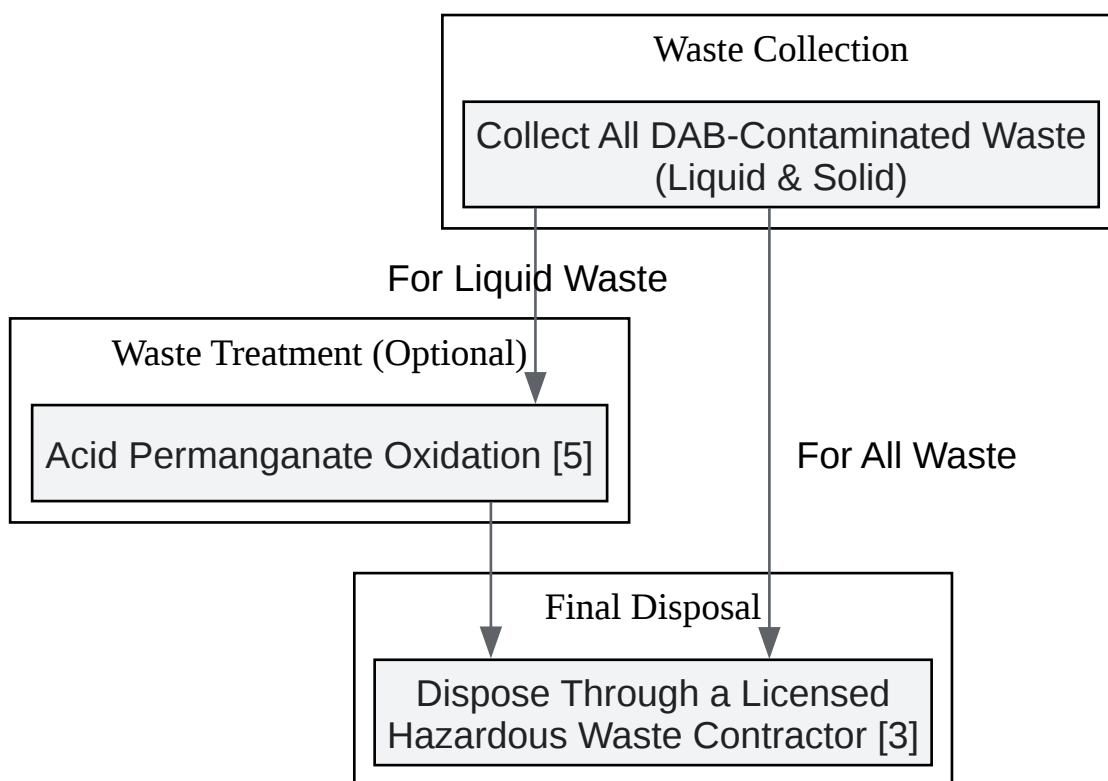 Waste Collection
Collect All DAB-Contaminated Waste
(Liquid & Solid)
For Liquid Waste
Waste Treatment (Optional)
Acid Permanganate Oxidation [5]
For All Waste
Final Disposal
Dispose Through a Licensed
Hazardous Waste Contractor [3]